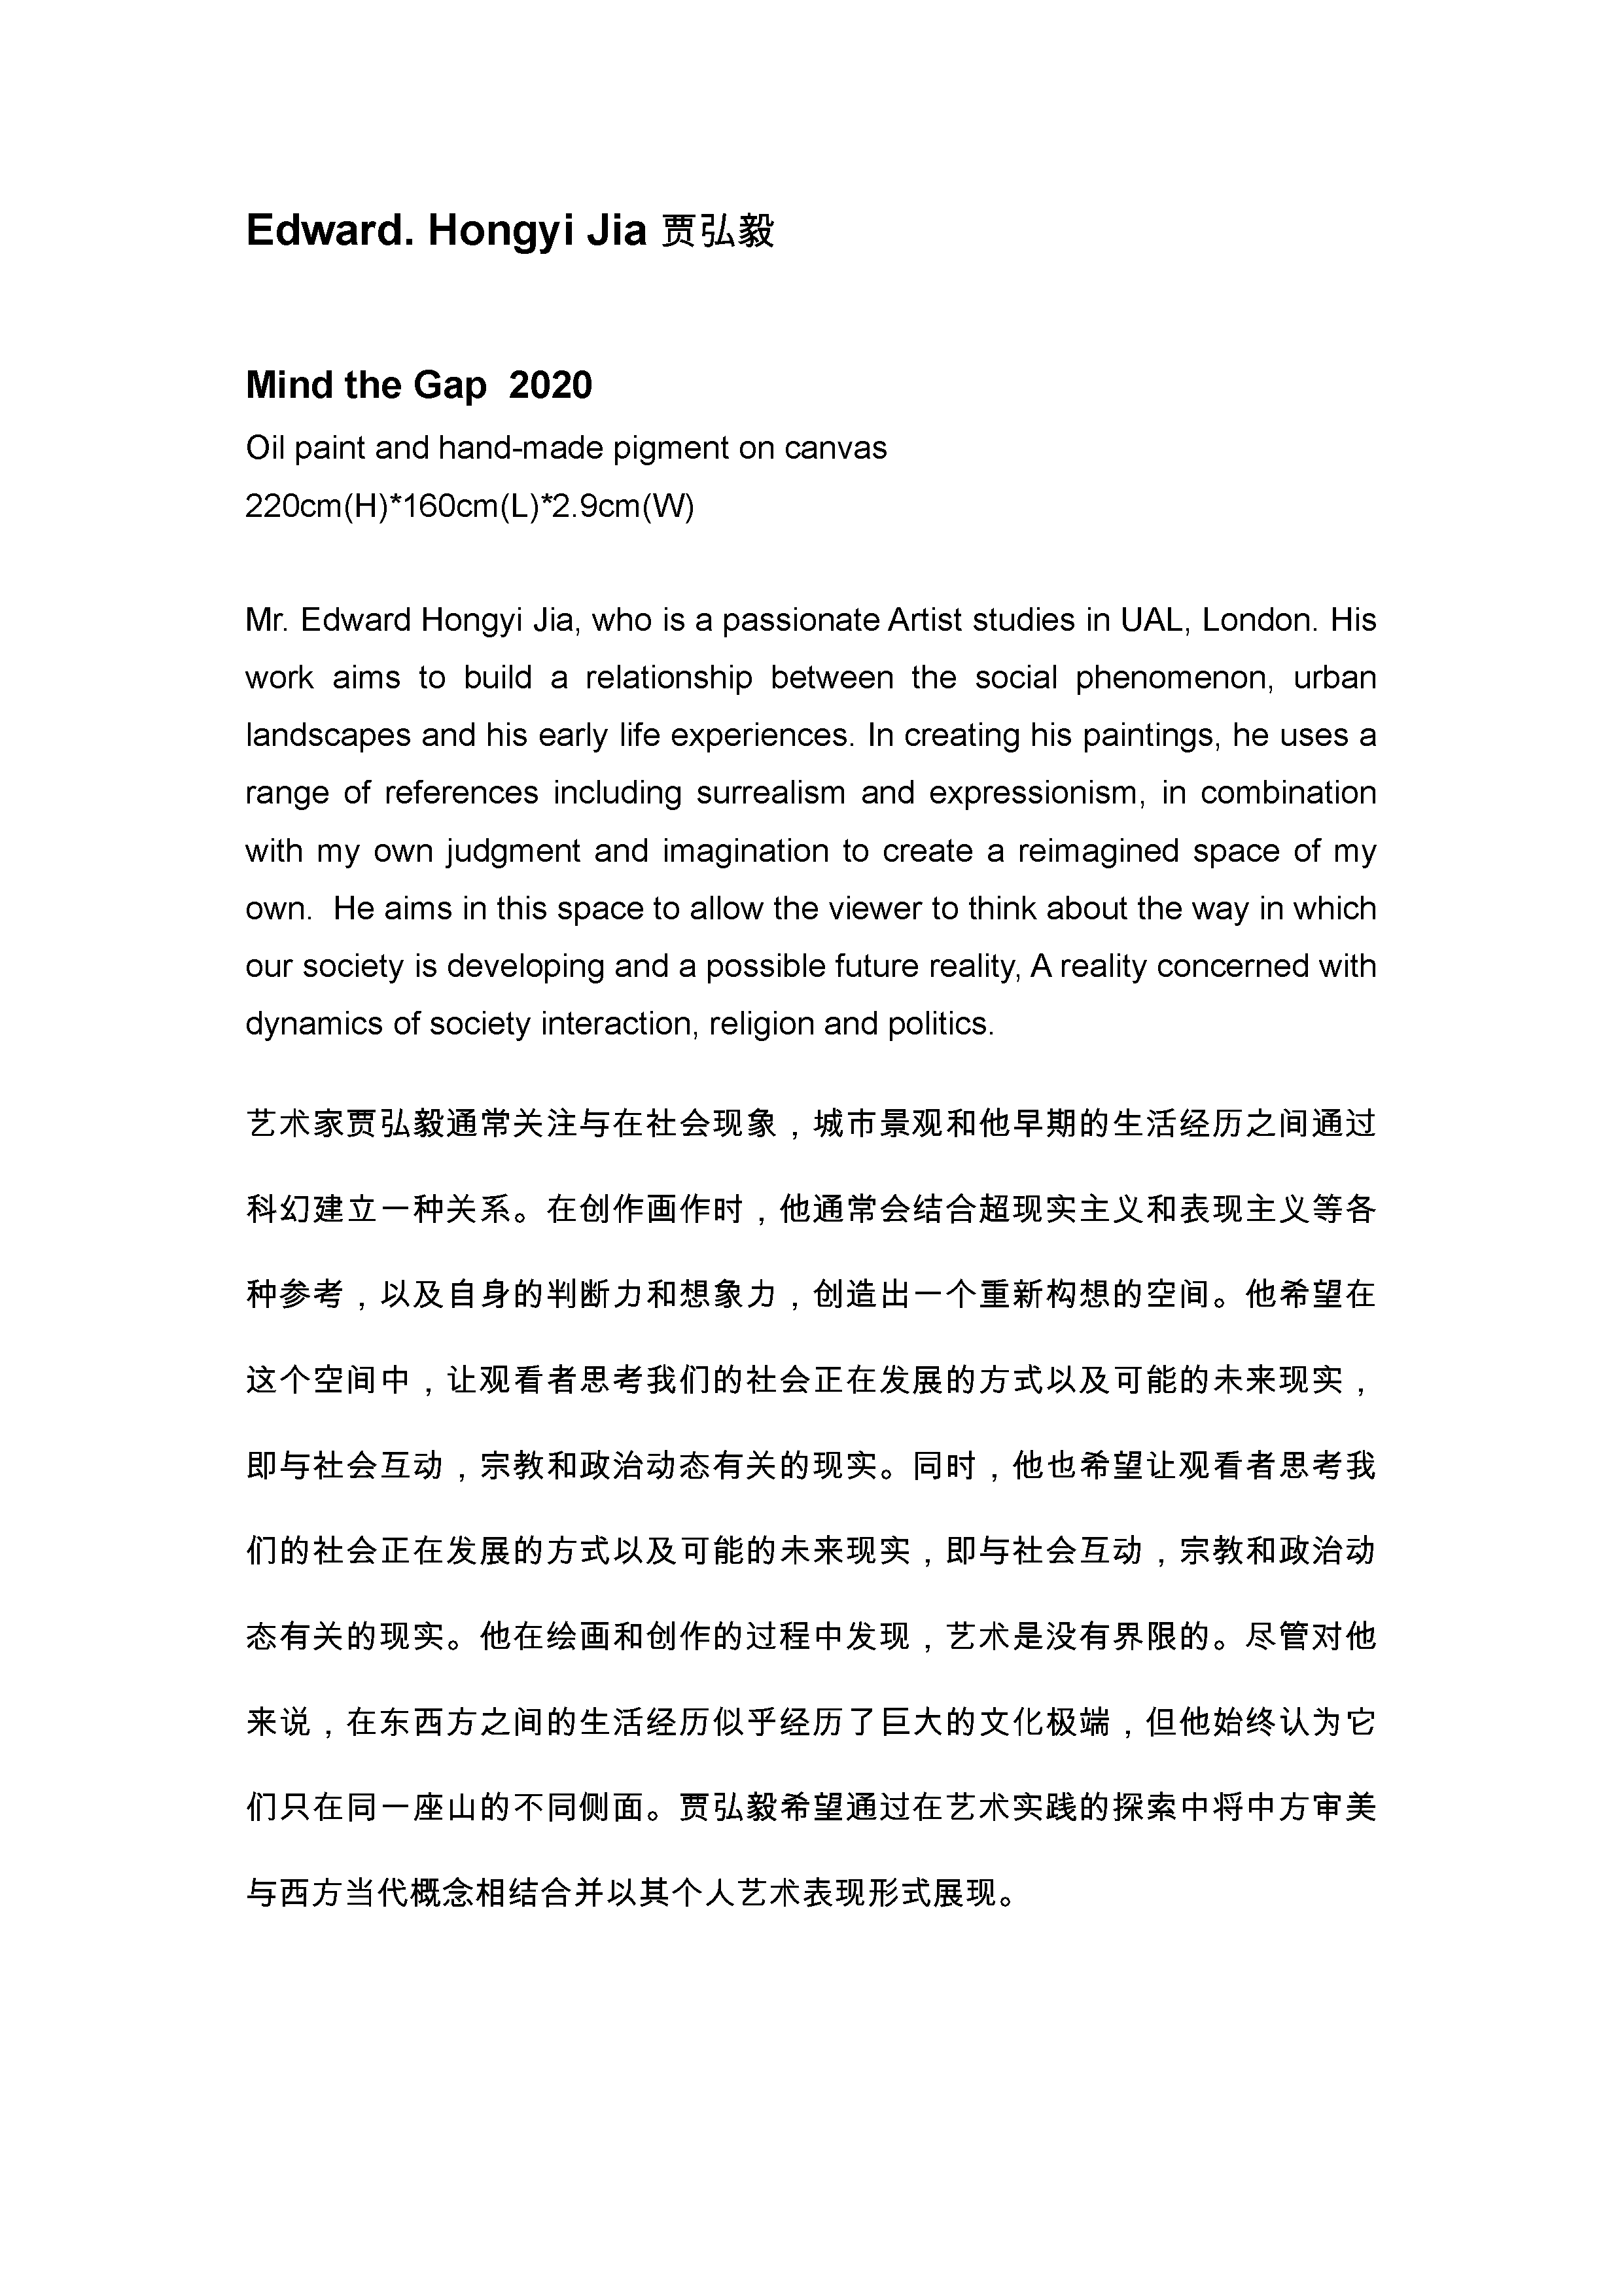 Edward. Hongyi Jia 贾弘毅
Mind the Gap  2020
Oil paint and hand-made pigment on canvas
220cm(H)*160cm(L)*2.9cm(W)
Mr. Edward Hongyi Jia, who is a passionate Artist studies in UAL, London. His
work aims to build a relationship between the social phenomenon, urban
landscapes and his early life experiences. In creating his paintings, he uses a
range of references including surrealism and expressionism, in combination
with my own judgment and imagination to create a reimagined space of my
own.  He aims in this space to allow the viewer to think about the way in which
our society is developing and a possible future reality, A reality concerned with
dynamics of society interaction, religion and politics.
艺术家贾弘毅通常关注与在社会现象，城市景观和他早期的生活经历之间通过
科幻建立一种关系。在创作画作时，他通常会结合超现实主义和表现主义等各
种参考，以及自身的判断力和想象力，创造出一个重新构想的空间。他希望在
这个空间中，让观看者思考我们的社会正在发展的方式以及可能的未来现实，
即与社会互动，宗教和政治动态有关的现实。同时，他也希望让观看者思考我
们的社会正在发展的方式以及可能的未来现实，即与社会互动，宗教和政治动
态有关的现实。他在绘画和创作的过程中发现，艺术是没有界限的。尽管对他
来说，在东西方之间的生活经历似乎经历了巨大的文化极端，但他始终认为它
们只在同一座山的不同侧面。贾弘毅希望通过在艺术实践的探索中将中方审美
与西方当代概念相结合并以其个人艺术表现形式展现。